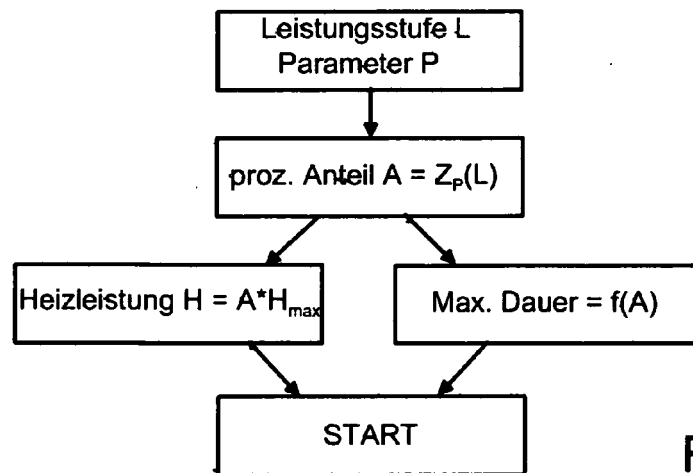 Leistungsstufe L
Parameter P
proz. Anteil A = Z_P(L)
Heizleistung H = A*H_max
Max. Dauer = f(A)
START